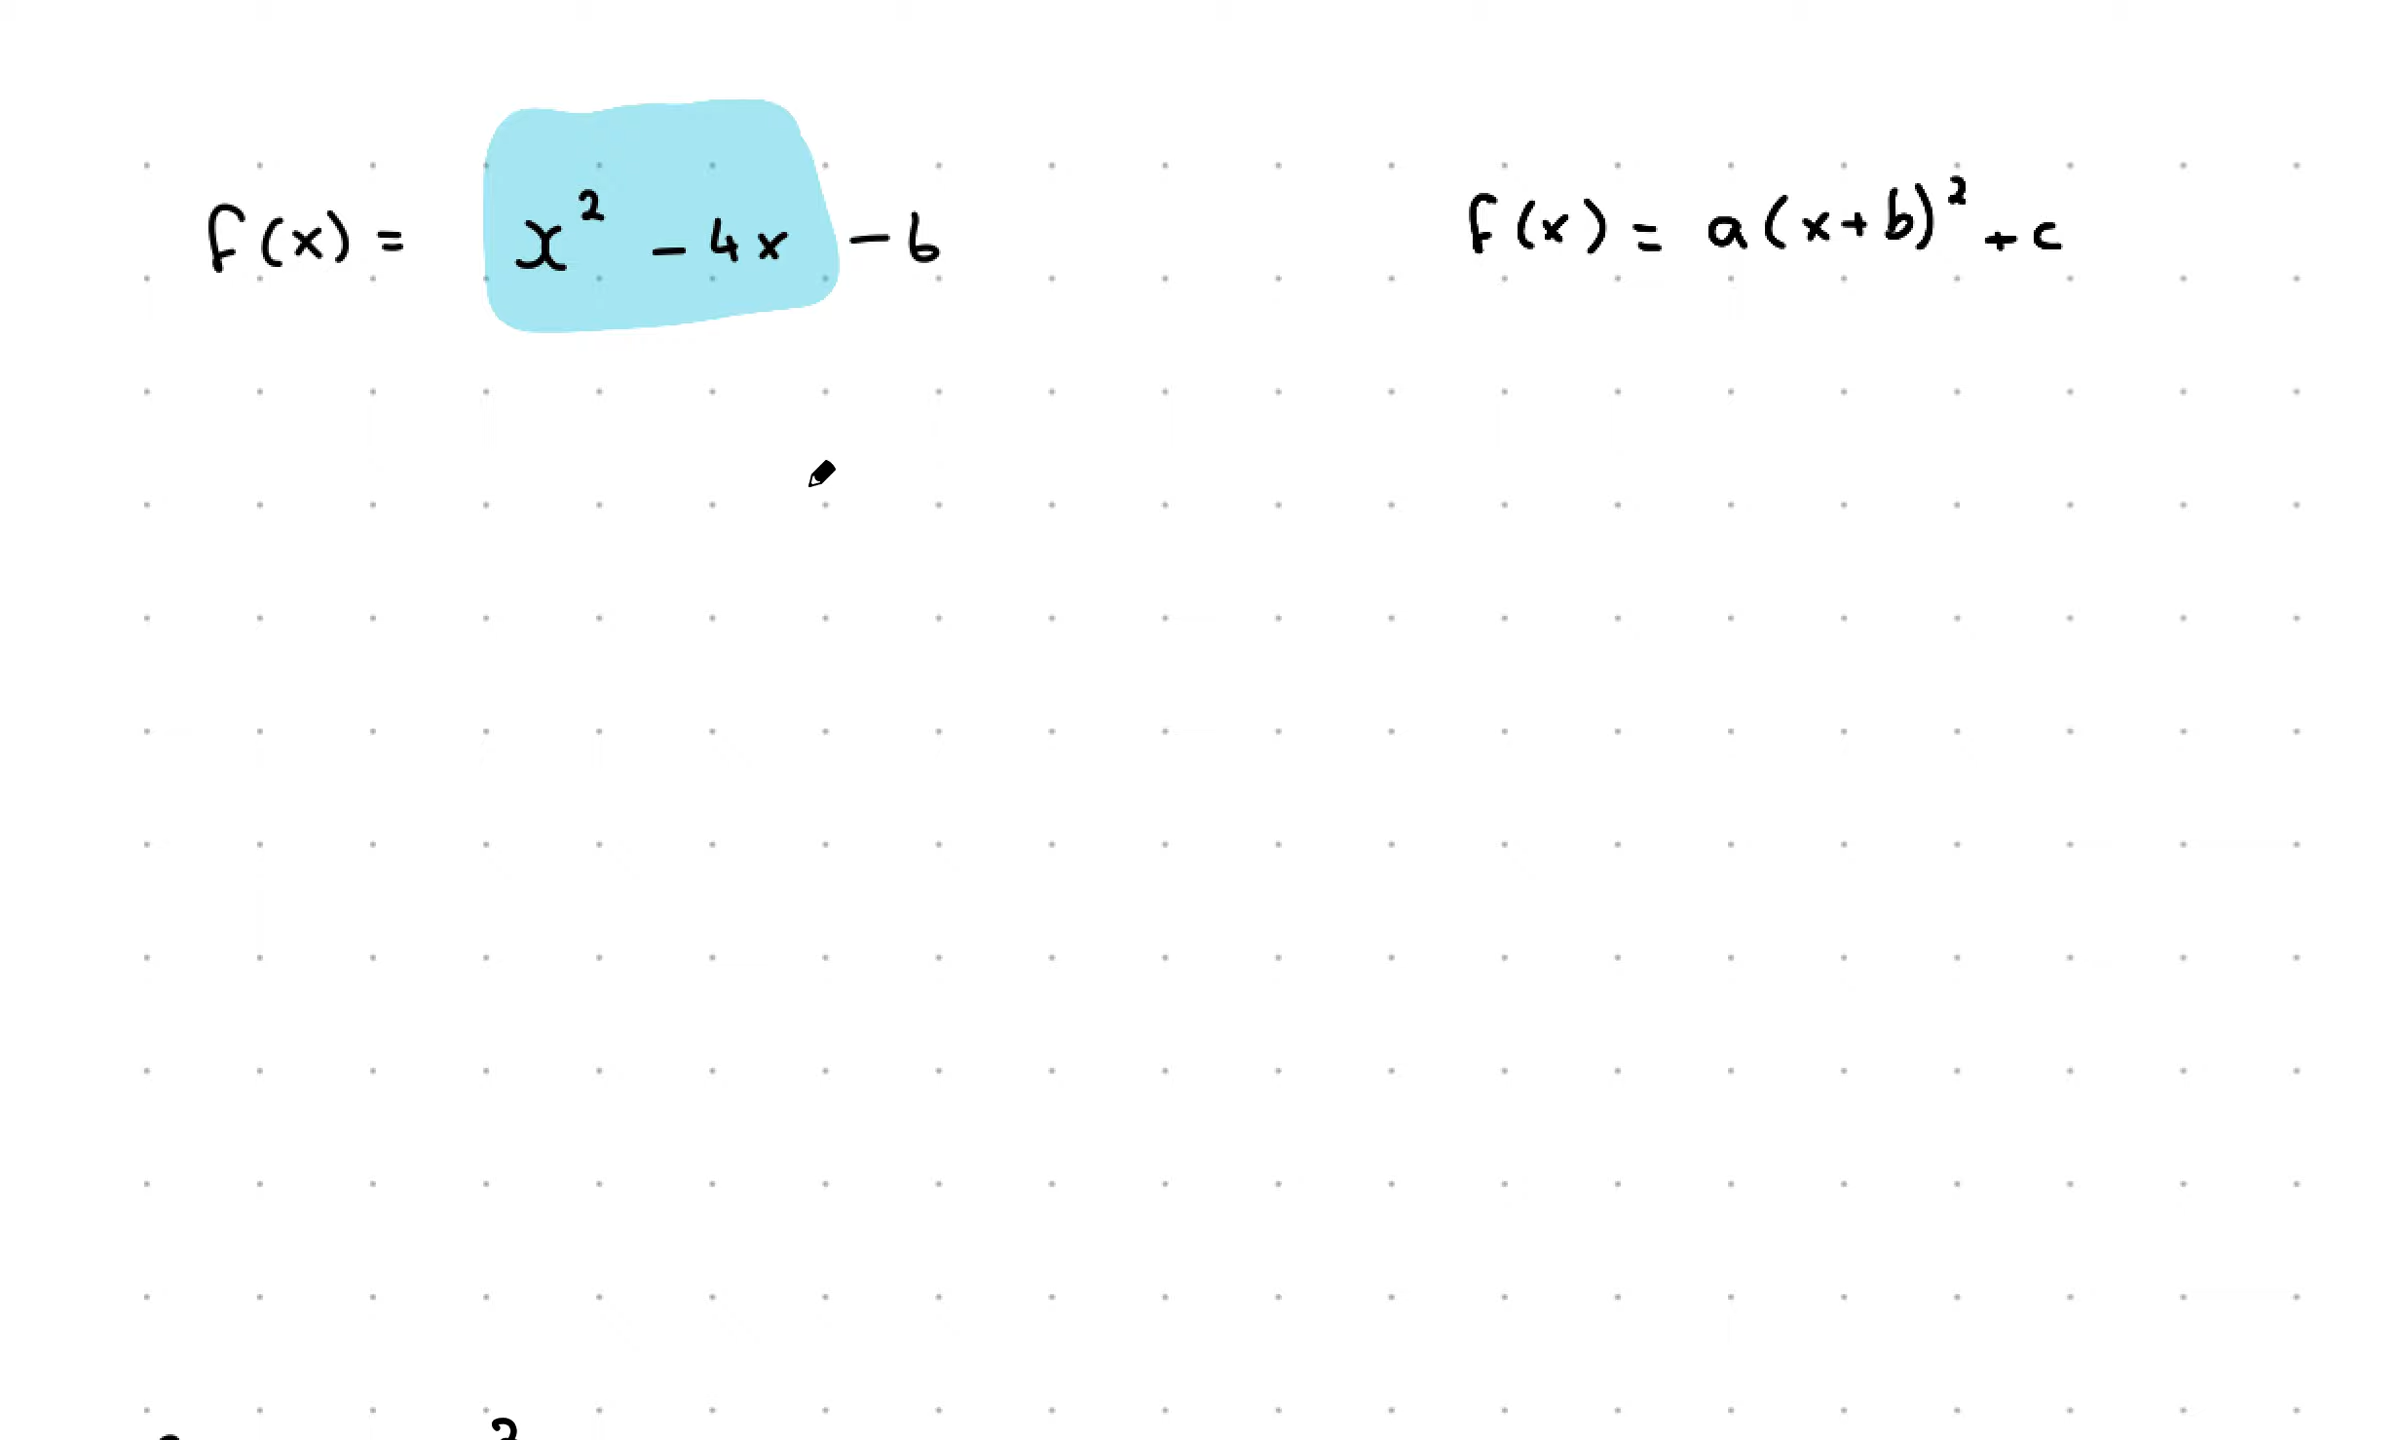 f(x) = x² - 4x - 6
f(x) = a(x+b)² + c